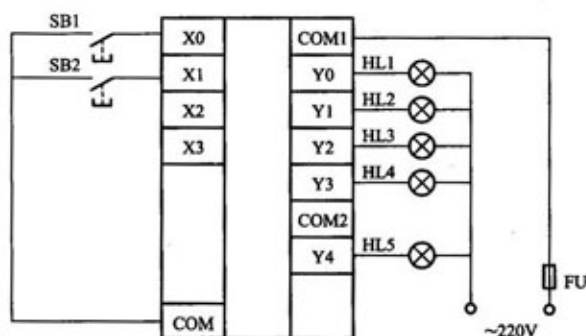 SB1
SB2
X0
X1
X2
X3
COM
COM1
Y0
Y1
Y2
Y3
COM2
Y4
HL1
HL2
HL3
HL4
HL5
FU
~220V